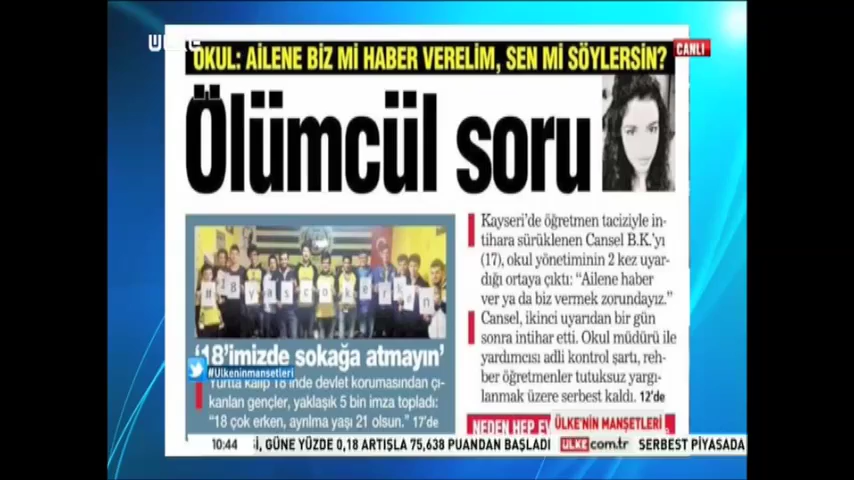 ÜLKE
CANLI
OKUL: AİLENE BİZ Mİ HABER VERELİM, SEN Mİ SÖYLERSİN?
Ölümcül soru
Kayseri'de öğretmen taciziyle in-
tihara sürüklenen Cansel B.K.'yı
(17), okul yönetiminin 2 kez uyar-
dığı ortaya çıktı: “Ailene haber
ver ya da biz vermek zorundayız.”
Cansel, ikinci uyarıdan bir gün
sonra intihar etti. Okul müdürü ile
yardımcısı adli kontrol şartı, reh-
ber öğretmenler tutuksuz yargı-
lanmak üzere serbest kaldı. 12'de
#18yascokerken
‘18’imizde sokağa atmayın’
#Ulkeninmansetleri
Yurtta kalıp 18'inde devlet korumasından çı-
kanlan gençler, yaklaşık 5 bin imza topladı:
“18 çok erken, ayrılma yaşı 21 olsun.” 17'de
NEDEN HEP
ÜLKE'NİN MANŞETLERİ
10:44 İ, GÜNE YÜZDE 0,18 ARTIŞLA 75,638 PUANDAN BAŞLADI ÜLKE.com.tr SERBEST PİYASADA